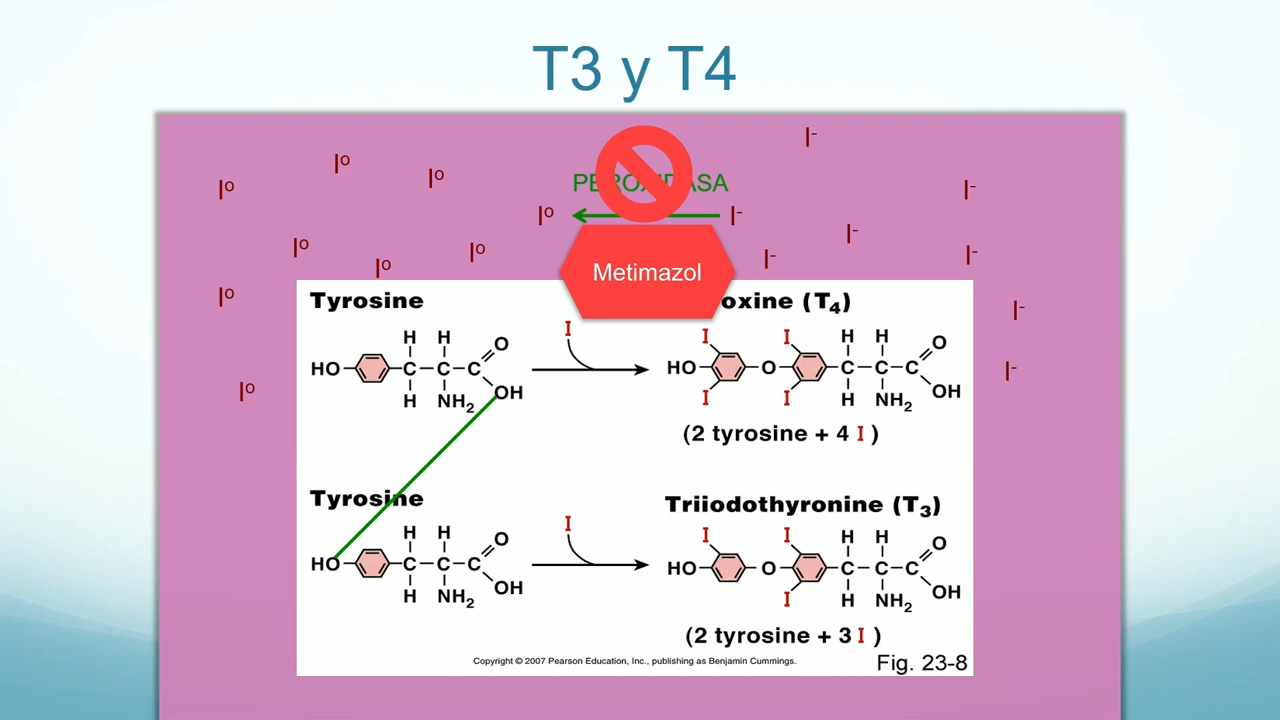 T3 y T4
I-
Iº
Iº
PEROXIDASA
Iº
Iº
I-
I-
I-
Iº
Iº
I-
Iº
I-
I-
Metimazol
Iº
I-
I-
Iº
Tyrosine
oxine (T4)
I
I I
H H O
HO C C C
H NH2 OH
HO O C C C
H H O
H NH2 OH
I I
(2 tyrosine + 4 I )
Tyrosine
Triiodothyronine (T3)
I
I I
H H O
HO C C C
H NH2 OH
HO O C C C
H H O
H NH2 OH
I
(2 tyrosine + 3 I )
Copyright © 2007 Pearson Education, Inc., publishing as Benjamin Cummings.
Fig. 23-8